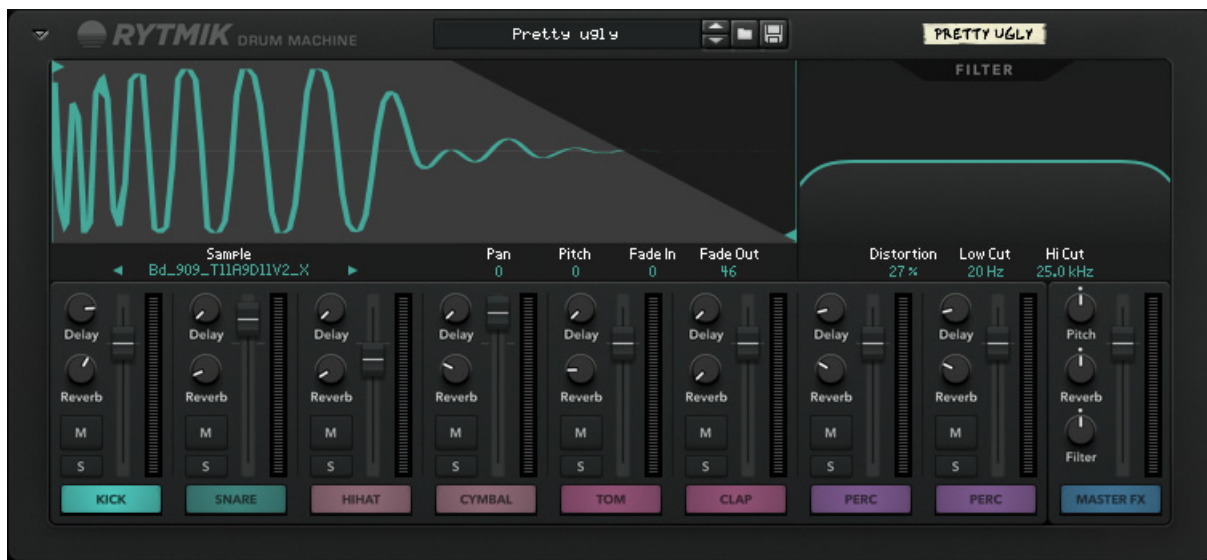 RYTMIK DRUM MACHINE
Pretty ugly
PRETTY UGLY
FILTER
Sample Pan Pitch Fade In Fade Out Distortion Low Cut Hi Cut
Bd_909_T11A9D11V2_X 0 0 0 46 27 % 20 Hz 25.0 kHz
Delay Delay Delay Delay Delay Delay Delay Delay Pitch
Reverb Reverb Reverb Reverb Reverb Reverb Reverb Reverb Reverb
M M M M M M M M
Filter
S S S S S S S S
KICK SNARE HIHAT CYMBAL TOM CLAP PERC PERC MASTER FX